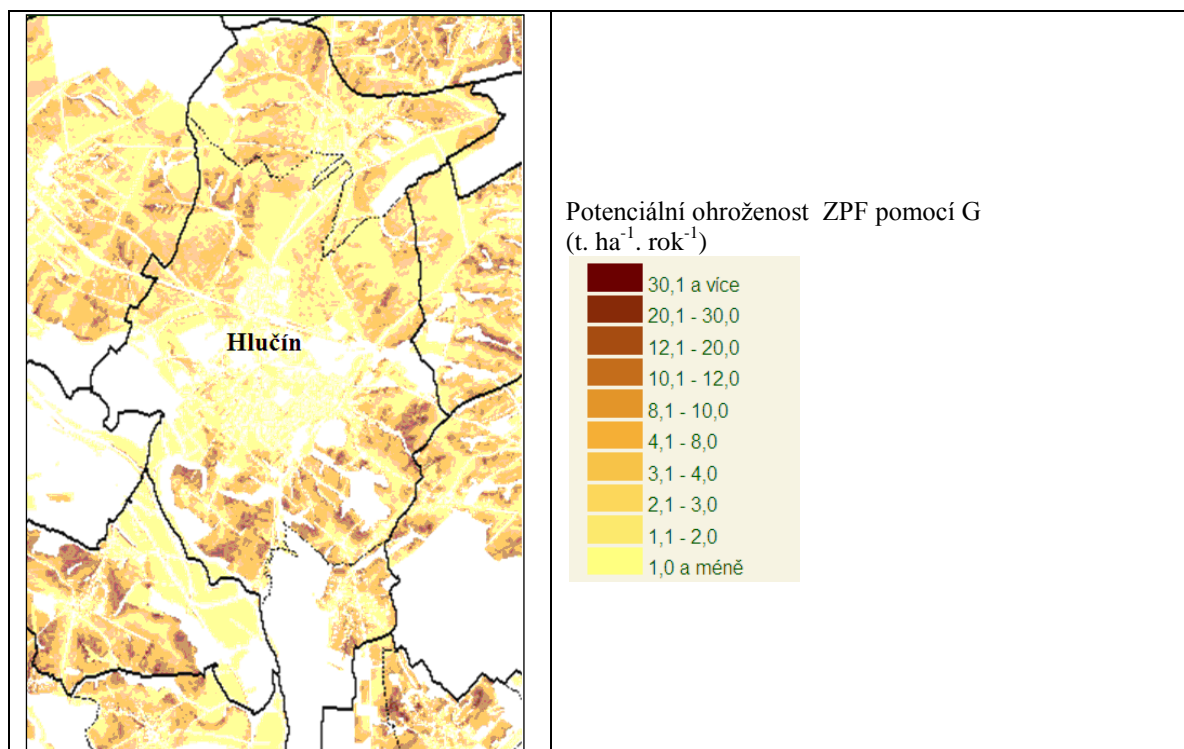 Hlučín
Potenciální ohroženost ZPF pomocí G
(t. ha-1. rok-1)
30,1 a více
20,1 - 30,0
12,1 - 20,0
10,1 - 12,0
8,1 - 10,0
4,1 - 8,0
3,1 - 4,0
2,1 - 3,0
1,1 - 2,0
1,0 a méně